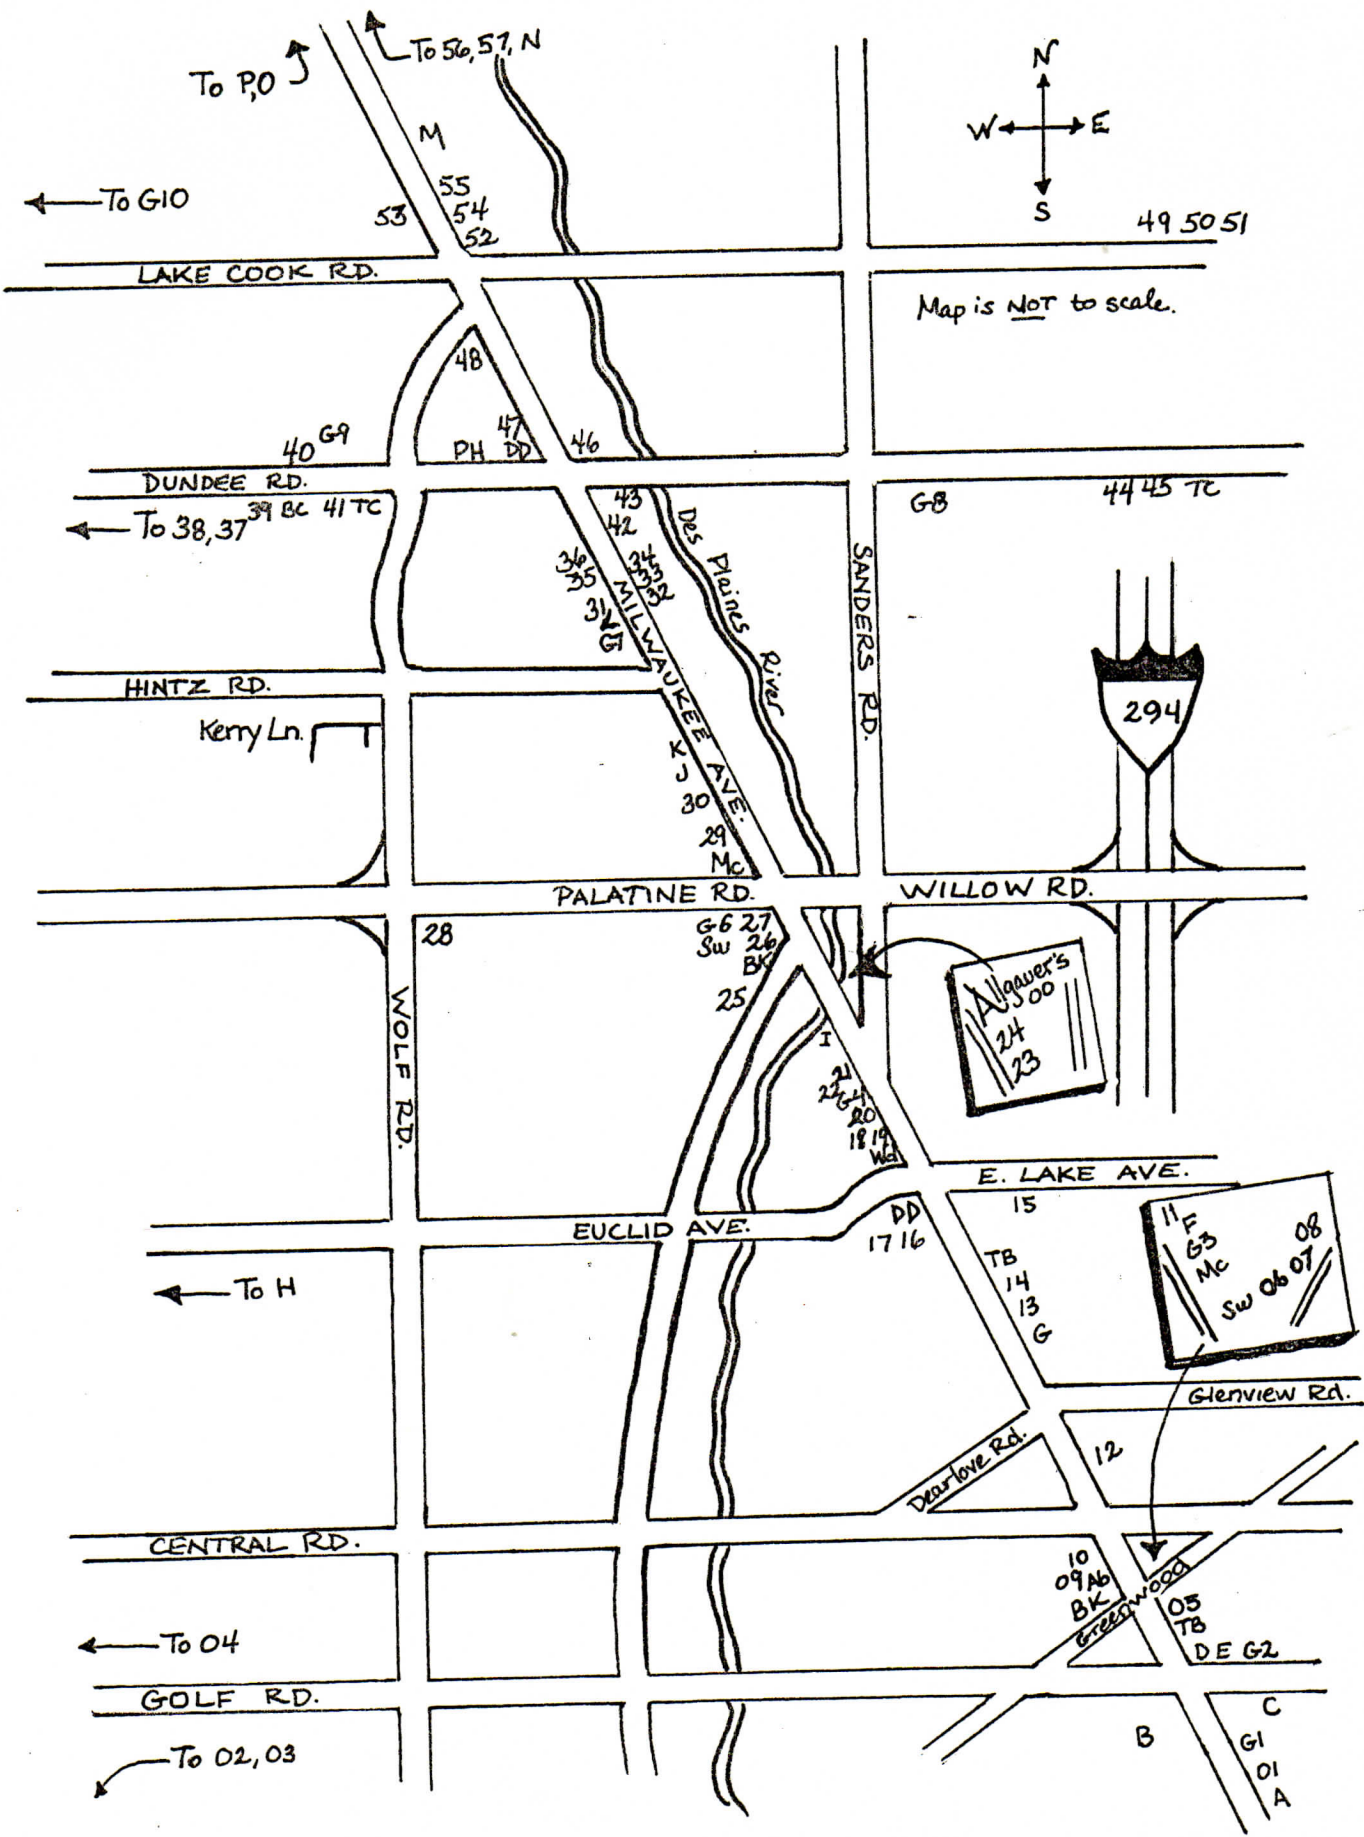 To 56, 57, N
To P,O
N
W E
S
M
To G10
55
54
53
52
49 50 51
LAKE COOK RD.
Map is NOT to scale.
48
47
46
G9
40
PH DD
DUNDEE RD.
39 BC 41 TC
To 38, 37
43
42
G8
44 45 TC
Des Plaines River
36
35
34
33
32
31
G7
MILWAUKEE AVE.
SANDERS RD.
HINTZ RD.
Kerry Ln.
294
K
J
30
29
Mc
PALATINE RD.
WILLOW RD.
28
G6 27
SW 26
BK
25
WOLF RD.
Allgauer's
00
24
23
I
21
22 G4
20
18 19
Wd
E. LAKE AVE.
15
EUCLID AVE.
DD
17 16
To H
TB
14
13
G
11 F
G3
Mc
SW 06 07
08
Glenview Rd.
12
Dearlove Rd.
CENTRAL RD.
10
09 Ab
BK
Greenwood
05
TB
D E G2
To 04
GOLF RD.
To 02, 03
B
C
G1
01
A